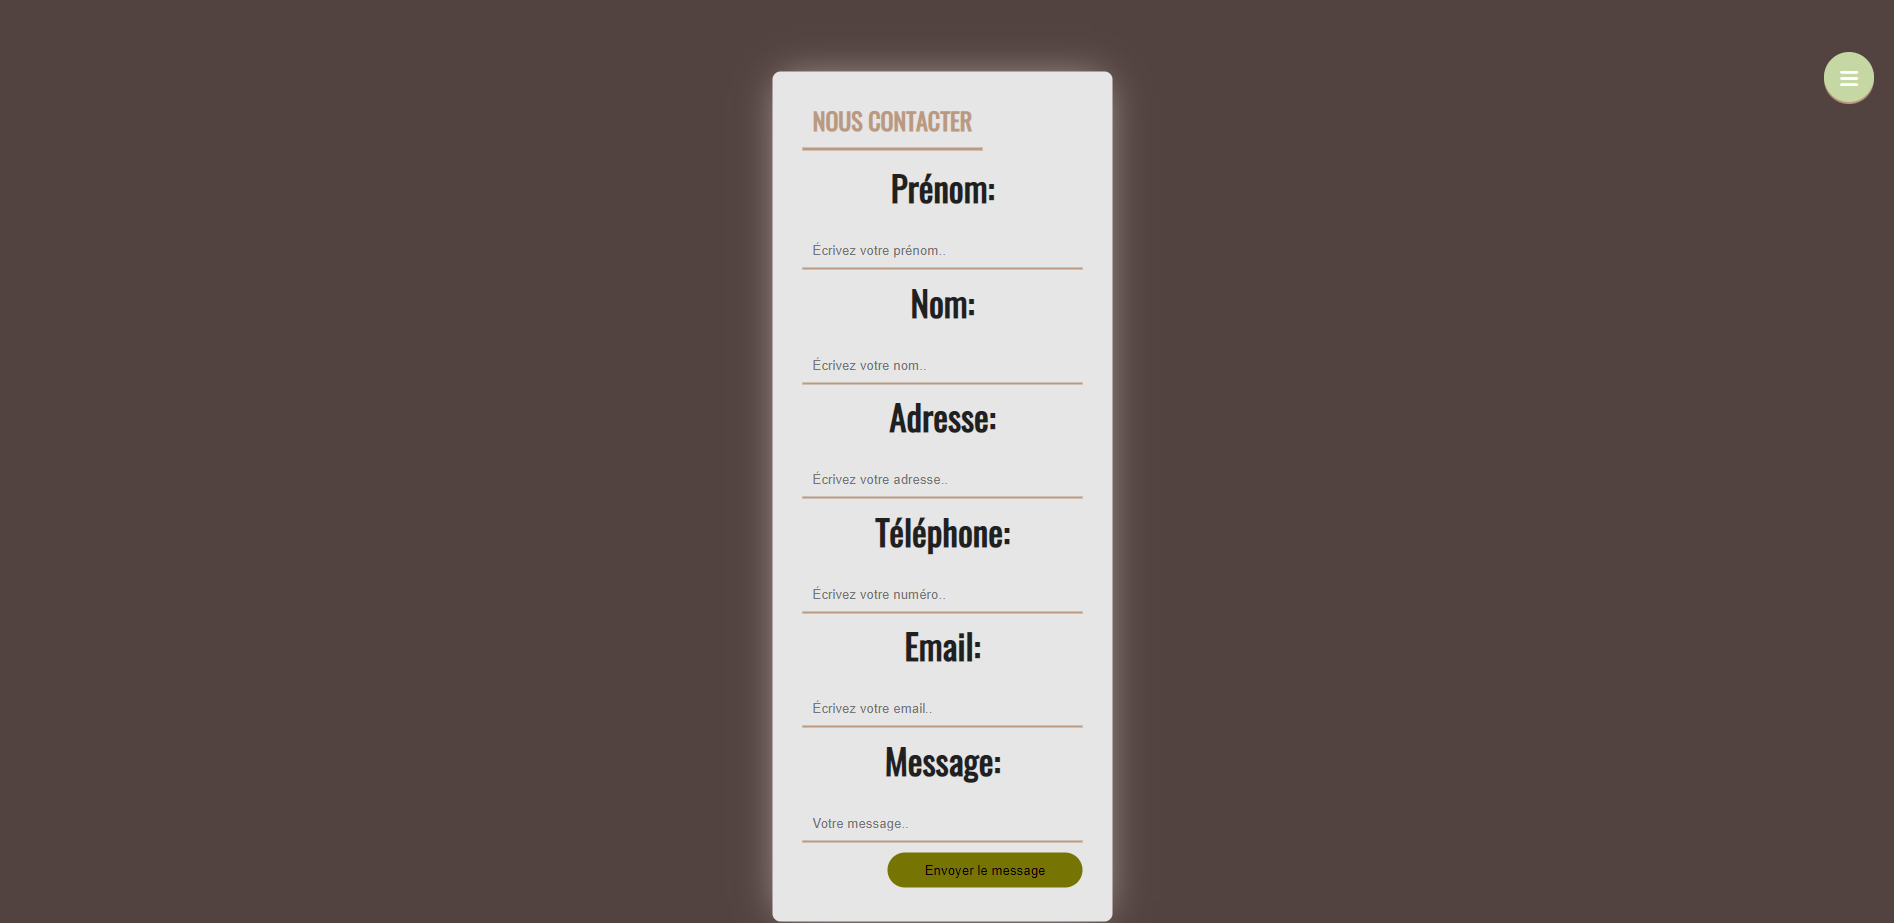 NOUS CONTACTER
Prénom:
Écrivez votre prénom..
Nom:
Écrivez votre nom..
Adresse:
Écrivez votre adresse..
Téléphone:
Écrivez votre numéro..
Email:
Écrivez votre email..
Message:
Votre message..
Envoyer le message